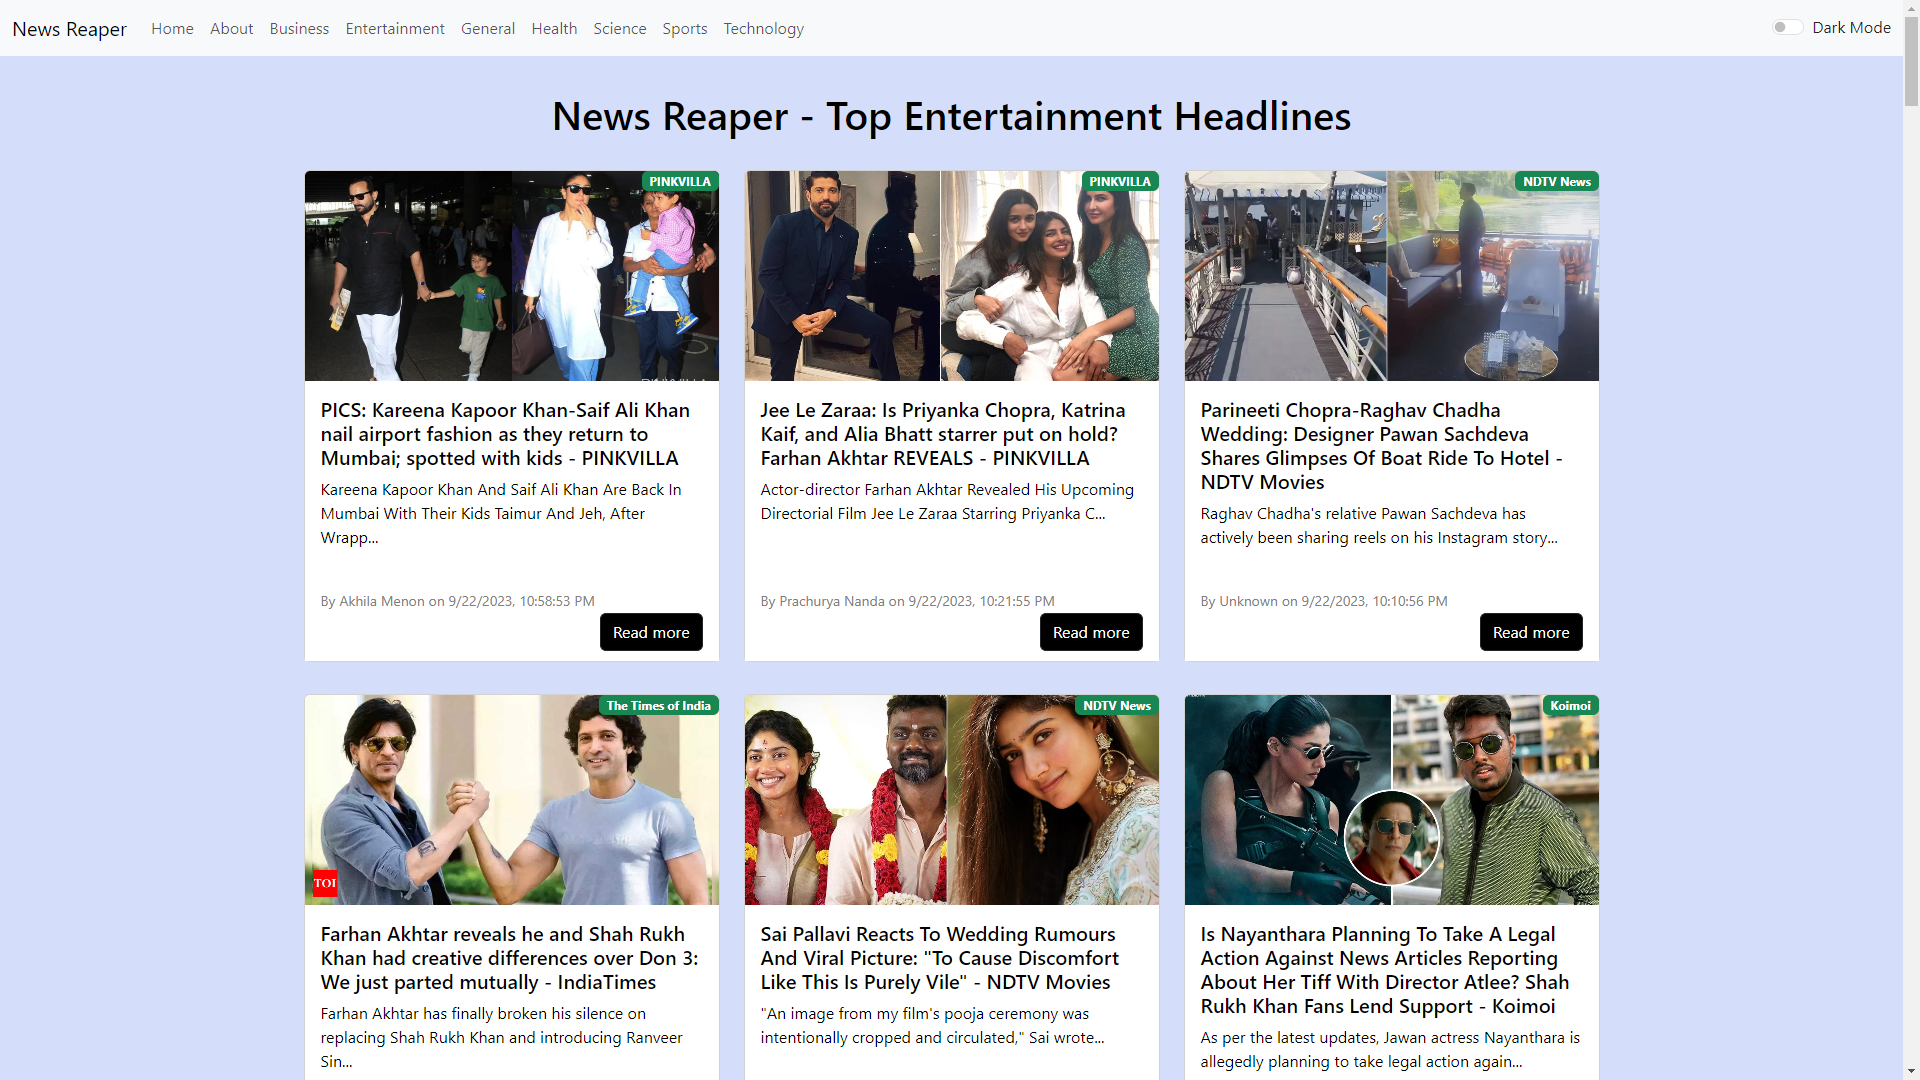 News Reaper Home About Business Entertainment General Health Science Sports Technology Dark Mode
News Reaper - Top Entertainment Headlines
PINKVILLA
PICS: Kareena Kapoor Khan-Saif Ali Khan
nail airport fashion as they return to
Mumbai; spotted with kids - PINKVILLA
Kareena Kapoor Khan And Saif Ali Khan Are Back In
Mumbai With Their Kids Taimur And Jeh, After
Wrapp...
By Akhila Menon on 9/22/2023, 10:58:53 PM
Read more
PINKVILLA
Jee Le Zaraa: Is Priyanka Chopra, Katrina
Kaif, and Alia Bhatt starrer put on hold?
Farhan Akhtar REVEALS - PINKVILLA
Actor-director Farhan Akhtar Revealed His Upcoming
Directorial Film Jee Le Zaraa Starring Priyanka C...
By Prachurya Nanda on 9/22/2023, 10:21:55 PM
Read more
NDTV News
Parineeti Chopra-Raghav Chadha
Wedding: Designer Pawan Sachdeva
Shares Glimpses Of Boat Ride To Hotel -
NDTV Movies
Raghav Chadha's relative Pawan Sachdeva has
actively been sharing reels on his Instagram story...
By Unknown on 9/22/2023, 10:10:56 PM
Read more
The Times of India
TOI
Farhan Akhtar reveals he and Shah Rukh
Khan had creative differences over Don 3:
We just parted mutually - IndiaTimes
Farhan Akhtar has finally broken his silence on
replacing Shah Rukh Khan and introducing Ranveer
Sin...
NDTV News
Sai Pallavi Reacts To Wedding Rumours
And Viral Picture: "To Cause Discomfort
Like This Is Purely Vile" - NDTV Movies
"An image from my film's pooja ceremony was
intentionally cropped and circulated," Sai wrote...
Koimoi
Is Nayanthara Planning To Take A Legal
Action Against News Articles Reporting
About Her Tiff With Director Atlee? Shah
Rukh Khan Fans Lend Support - Koimoi
As per the latest updates, Jawan actress Nayanthara is
allegedly planning to take legal action again...